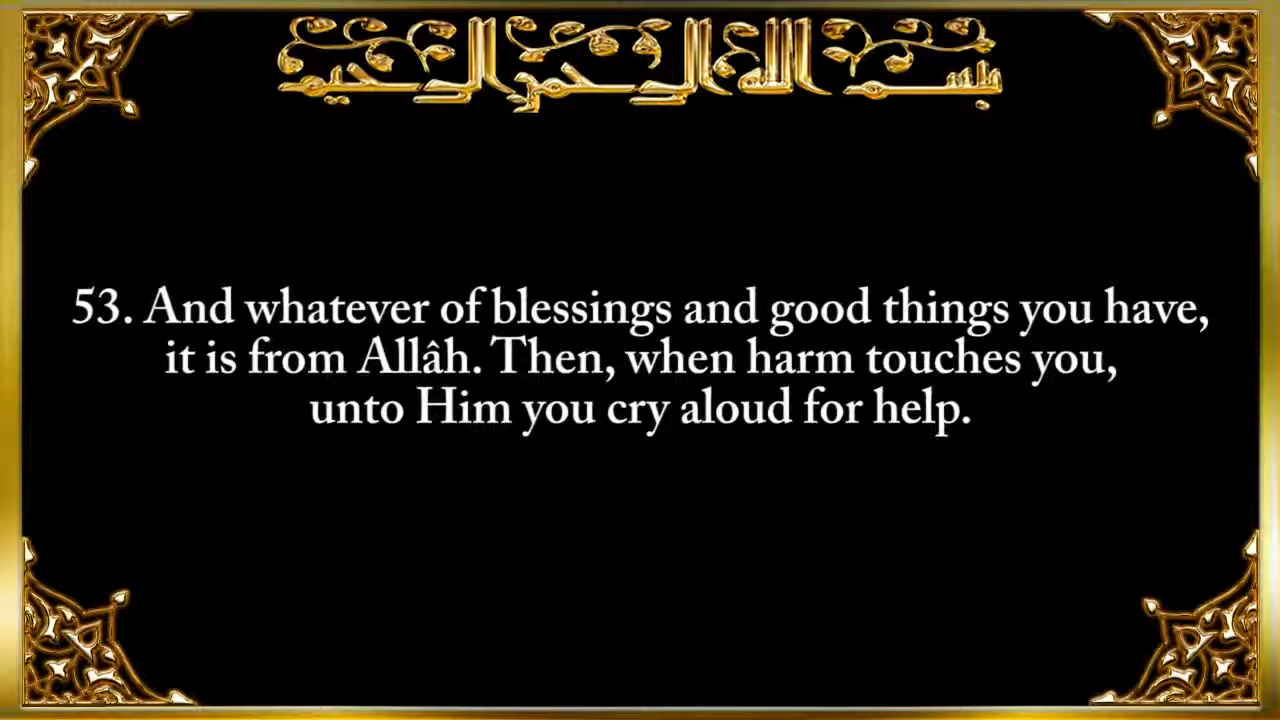 بسم الله الرحمن الرحيم
53. And whatever of blessings and good things you have,
it is from Allâh. Then, when harm touches you,
unto Him you cry aloud for help.